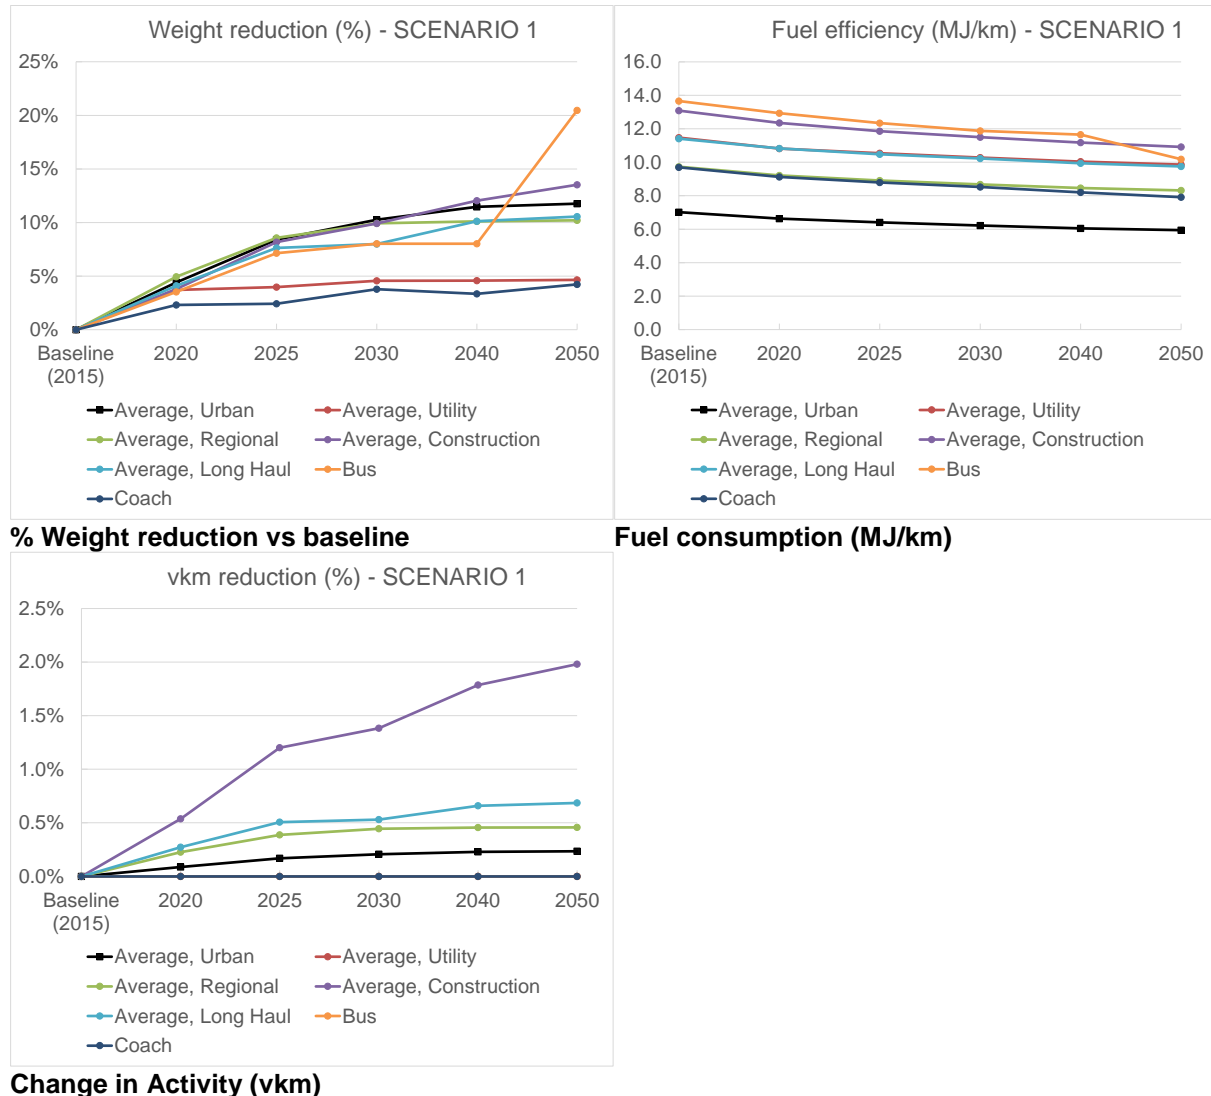 Weight reduction (%) - SCENARIO 1
25%
20%
15%
10%
5%
0%
Baseline (2015) 2020 2025 2030 2040 2050
Average, Urban Average, Utility
Average, Regional Average, Construction
Average, Long Haul Bus
Coach
% Weight reduction vs baseline
Fuel efficiency (MJ/km) - SCENARIO 1
16.0
14.0
12.0
10.0
8.0
6.0
4.0
2.0
0.0
Baseline (2015) 2020 2025 2030 2040 2050
Average, Urban Average, Utility
Average, Regional Average, Construction
Average, Long Haul Bus
Coach
Fuel consumption (MJ/km)
vkm reduction (%) - SCENARIO 1
2.5%
2.0%
1.5%
1.0%
0.5%
0.0%
Baseline (2015) 2020 2025 2030 2040 2050
Average, Urban Average, Utility
Average, Regional Average, Construction
Average, Long Haul Bus
Coach
Change in Activity (vkm)